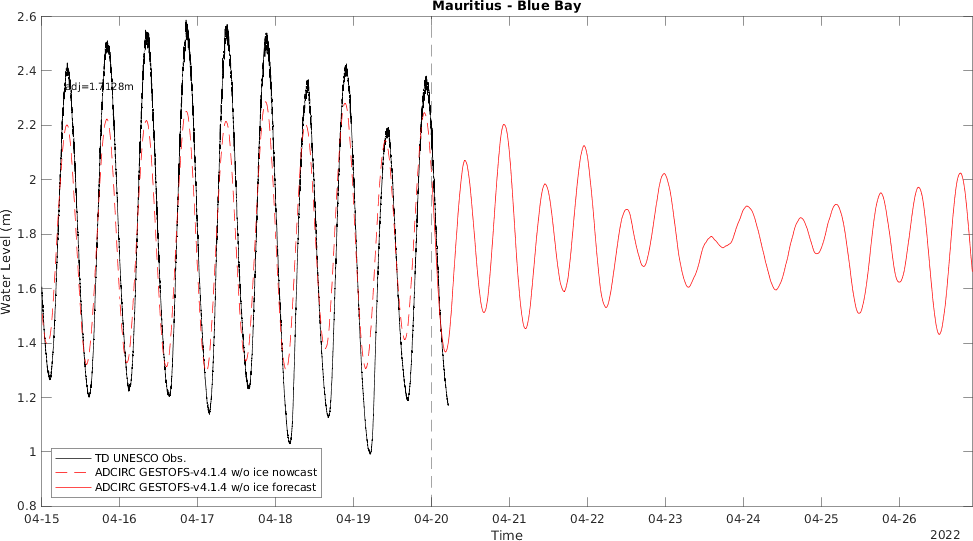 Mauritius - Blue Bay
2.6
2.4
2.2
2
1.8
1.6
1.4
1.2
1
0.8
Water Level (m)
adj=1.7128m
TD UNESCO Obs.
ADCIRC GESTOFS-v4.1.4 w/o ice nowcast
ADCIRC GESTOFS-v4.1.4 w/o ice forecast
04-15 04-16 04-17 04-18 04-19 04-20 04-21 04-22 04-23 04-24 04-25 04-26
Time
2022